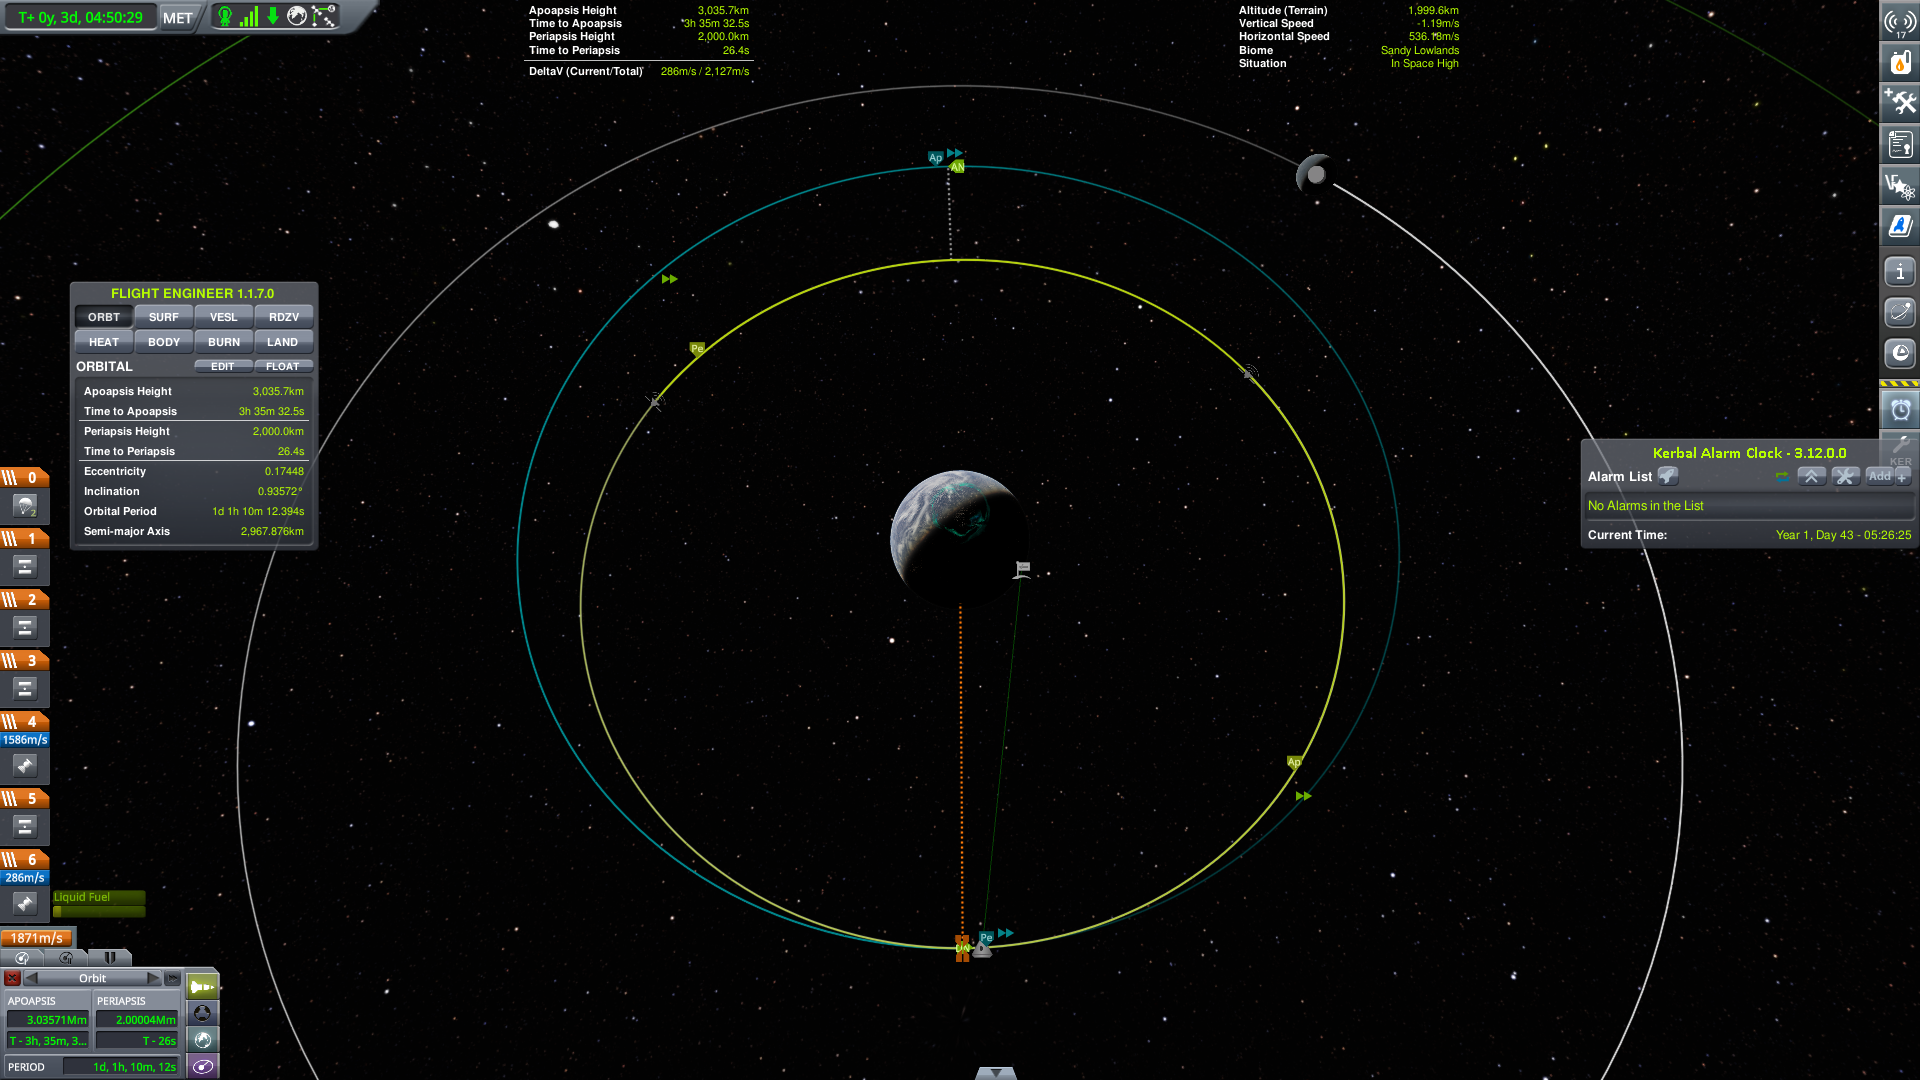 T+ 0y, 3d, 04:50:29 MET
Apoapsis Height 3,035.7km
Time to Apoapsis 3h 35m 32.5s
Periapsis Height 2,000.0km
Time to Periapsis 26.4s
DeltaV (Current/Total) 286m/s / 2,127m/s
Altitude (Terrain) 1,999.6km
Vertical Speed -1.19m/s
Horizontal Speed 536.18m/s
Biome Sandy Lowlands
Situation In Space High
17
Ap
AN
Pe
Ap
Pe
FLIGHT ENGINEER 1.1.7.0
ORBT SURF VESL RDZV
HEAT BODY BURN LAND
ORBITAL EDIT FLOAT
Apoapsis Height 3,035.7km
Time to Apoapsis 3h 35m 32.5s
Periapsis Height 2,000.0km
Time to Periapsis 26.4s
Eccentricity 0.17448
Inclination 0.93572°
Orbital Period 1d 1h 10m 12.394s
Semi-major Axis 2,967.876km
KER
Kerbal Alarm Clock - 3.12.0.0
Alarm List Add +
No Alarms in the List
Current Time: Year 1, Day 43 - 05:26:25
0
2
1
2
3
4
1586m/s
5
6
286m/s
Liquid Fuel
1871m/s
Orbit
APOAPSIS PERIAPSIS
3.03571Mm 2.00004Mm
T - 3h, 35m, 3... T - 26s
PERIOD 1d, 1h, 10m, 12s